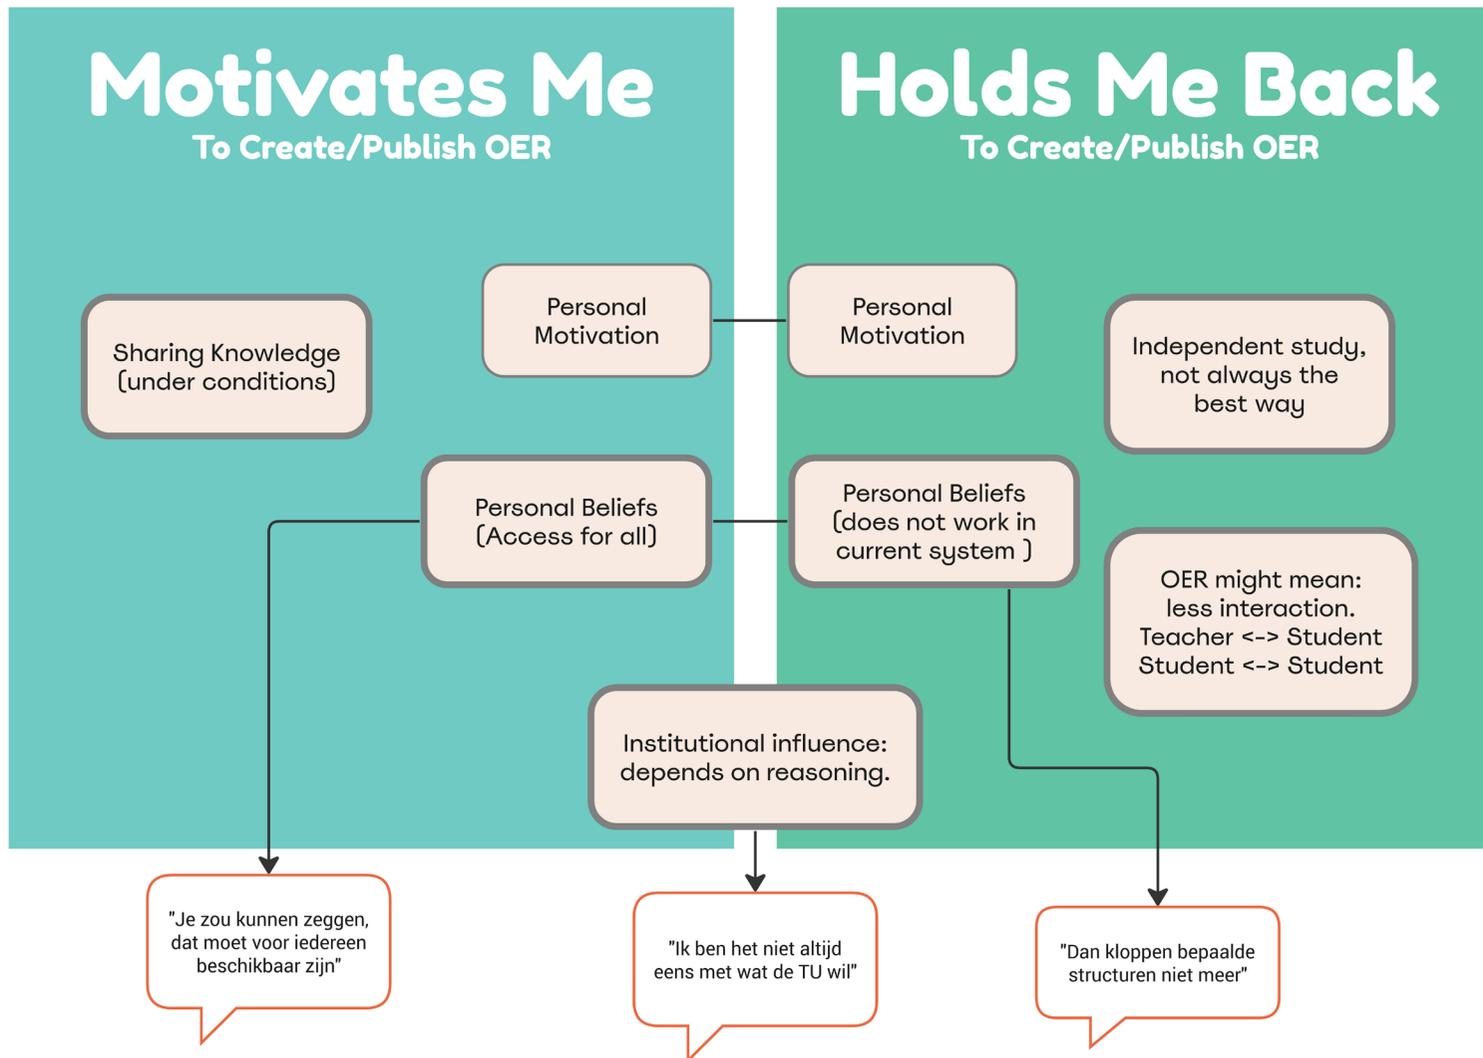 Motivates Me
To Create/Publish OER
Holds Me Back
To Create/Publish OER
Personal
Motivation
Personal
Motivation
Sharing Knowledge
(under conditions)
Independent study,
not always the
best way
Personal Beliefs
(Access for all)
Personal Beliefs
(does not work in
current system )
OER might mean:
less interaction.
Teacher <-> Student
Student <-> Student
Institutional influence:
depends on reasoning.
"Je zou kunnen zeggen,
dat moet voor iedereen
beschikbaar zijn"
"Ik ben het niet altijd
eens met wat de TU wil"
"Dan kloppen bepaalde
structuren niet meer"